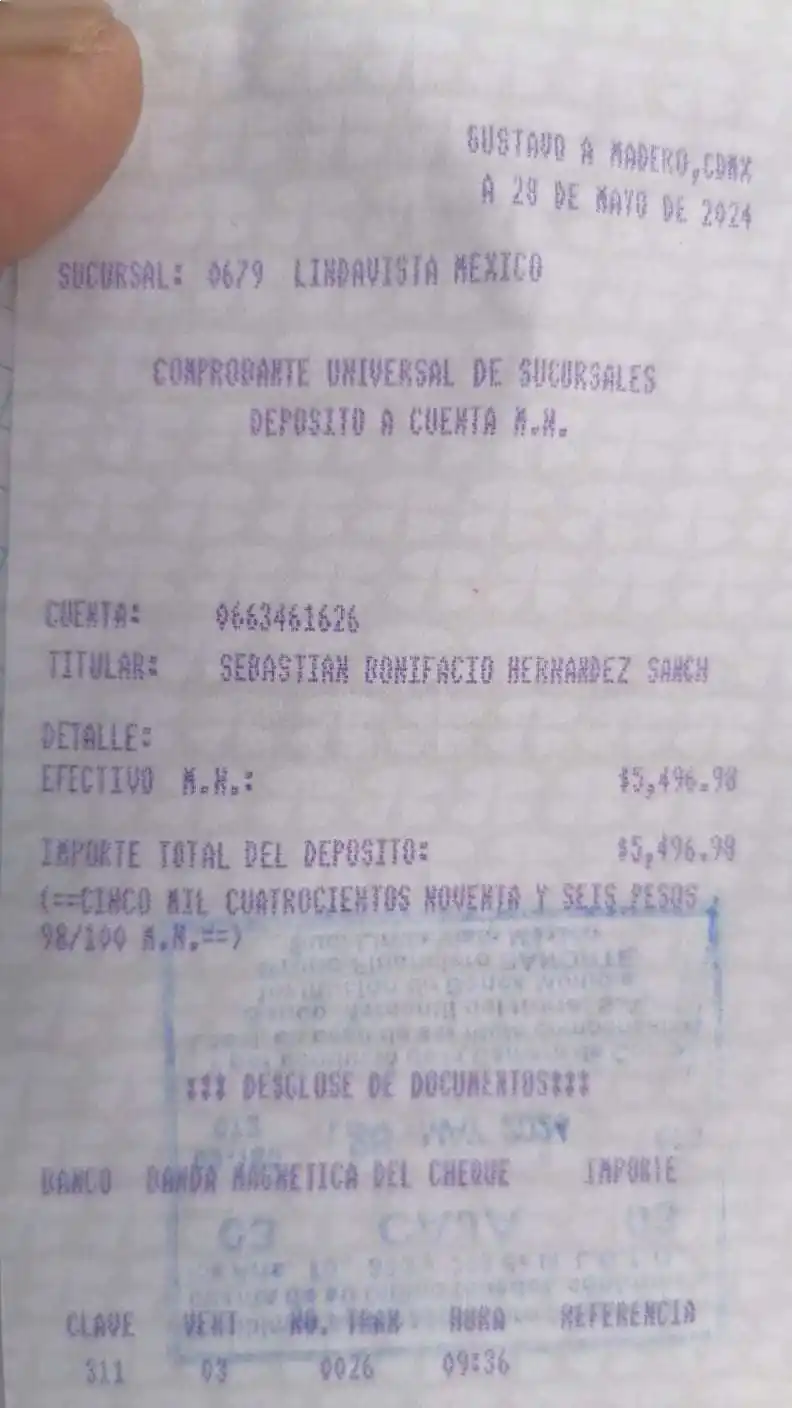 GUSTAVO A MADERO,CDMX
A 28 DE MAYO DE 2024
SUCURSAL: 0679 LINDAVISTA MEXICO
COMPROBANTE UNIVERSAL DE SUCURSALES
DEPOSITO A CUENTA M.N.
CUENTA: 0663461626
TITULAR: SEBASTIAN BONIFACIO HERNANDEZ SANCH
DETALLE:
EFECTIVO M.N.: $5,496.98
IMPORTE TOTAL DEL DEPOSITO: $5,496.98
(==CINCO MIL CUATROCIENTOS NOVENTA Y SEIS PESOS
98/100 M.N.==)
*** DESGLOSE DE DOCUMENTOS***
BANCO BANDA MAGNETICA DEL CHEQUE IMPORTE
CLAVE VENT NO. TRAN HORA REFERENCIA
311 03 0026 09:36